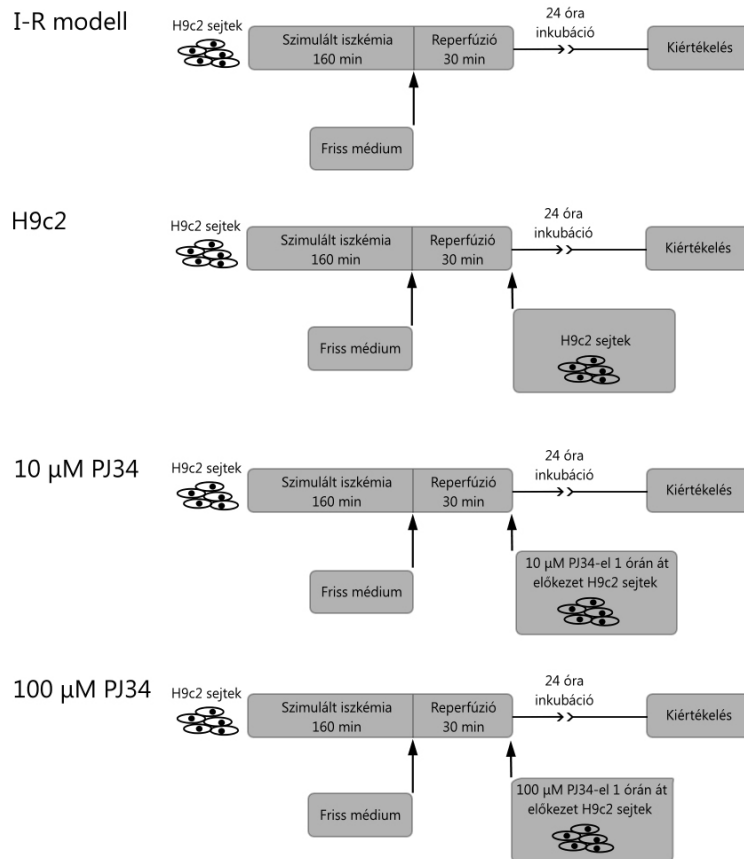 I-R modell
H9c2 sejtek
Szimulált iszkémia
160 min
Reperfúzió
30 min
24 óra
inkubáció
Kiértékelés
Friss médium
H9c2
H9c2 sejtek
Szimulált iszkémia
160 min
Reperfúzió
30 min
24 óra
inkubáció
Kiértékelés
Friss médium
H9c2 sejtek
10 µM PJ34
H9c2 sejtek
Szimulált iszkémia
160 min
Reperfúzió
30 min
24 óra
inkubáció
Kiértékelés
Friss médium
10 µM PJ34-el 1 órán át
előkezet H9c2 sejtek
100 µM PJ34
H9c2 sejtek
Szimulált iszkémia
160 min
Reperfúzió
30 min
24 óra
inkubáció
Kiértékelés
Friss médium
100 µM PJ34-el 1 órán át
előkezet H9c2 sejtek